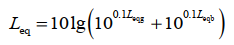 L_eq = 10lg(10^{0.1L_eqg} + 10^{0.1L_eqb})